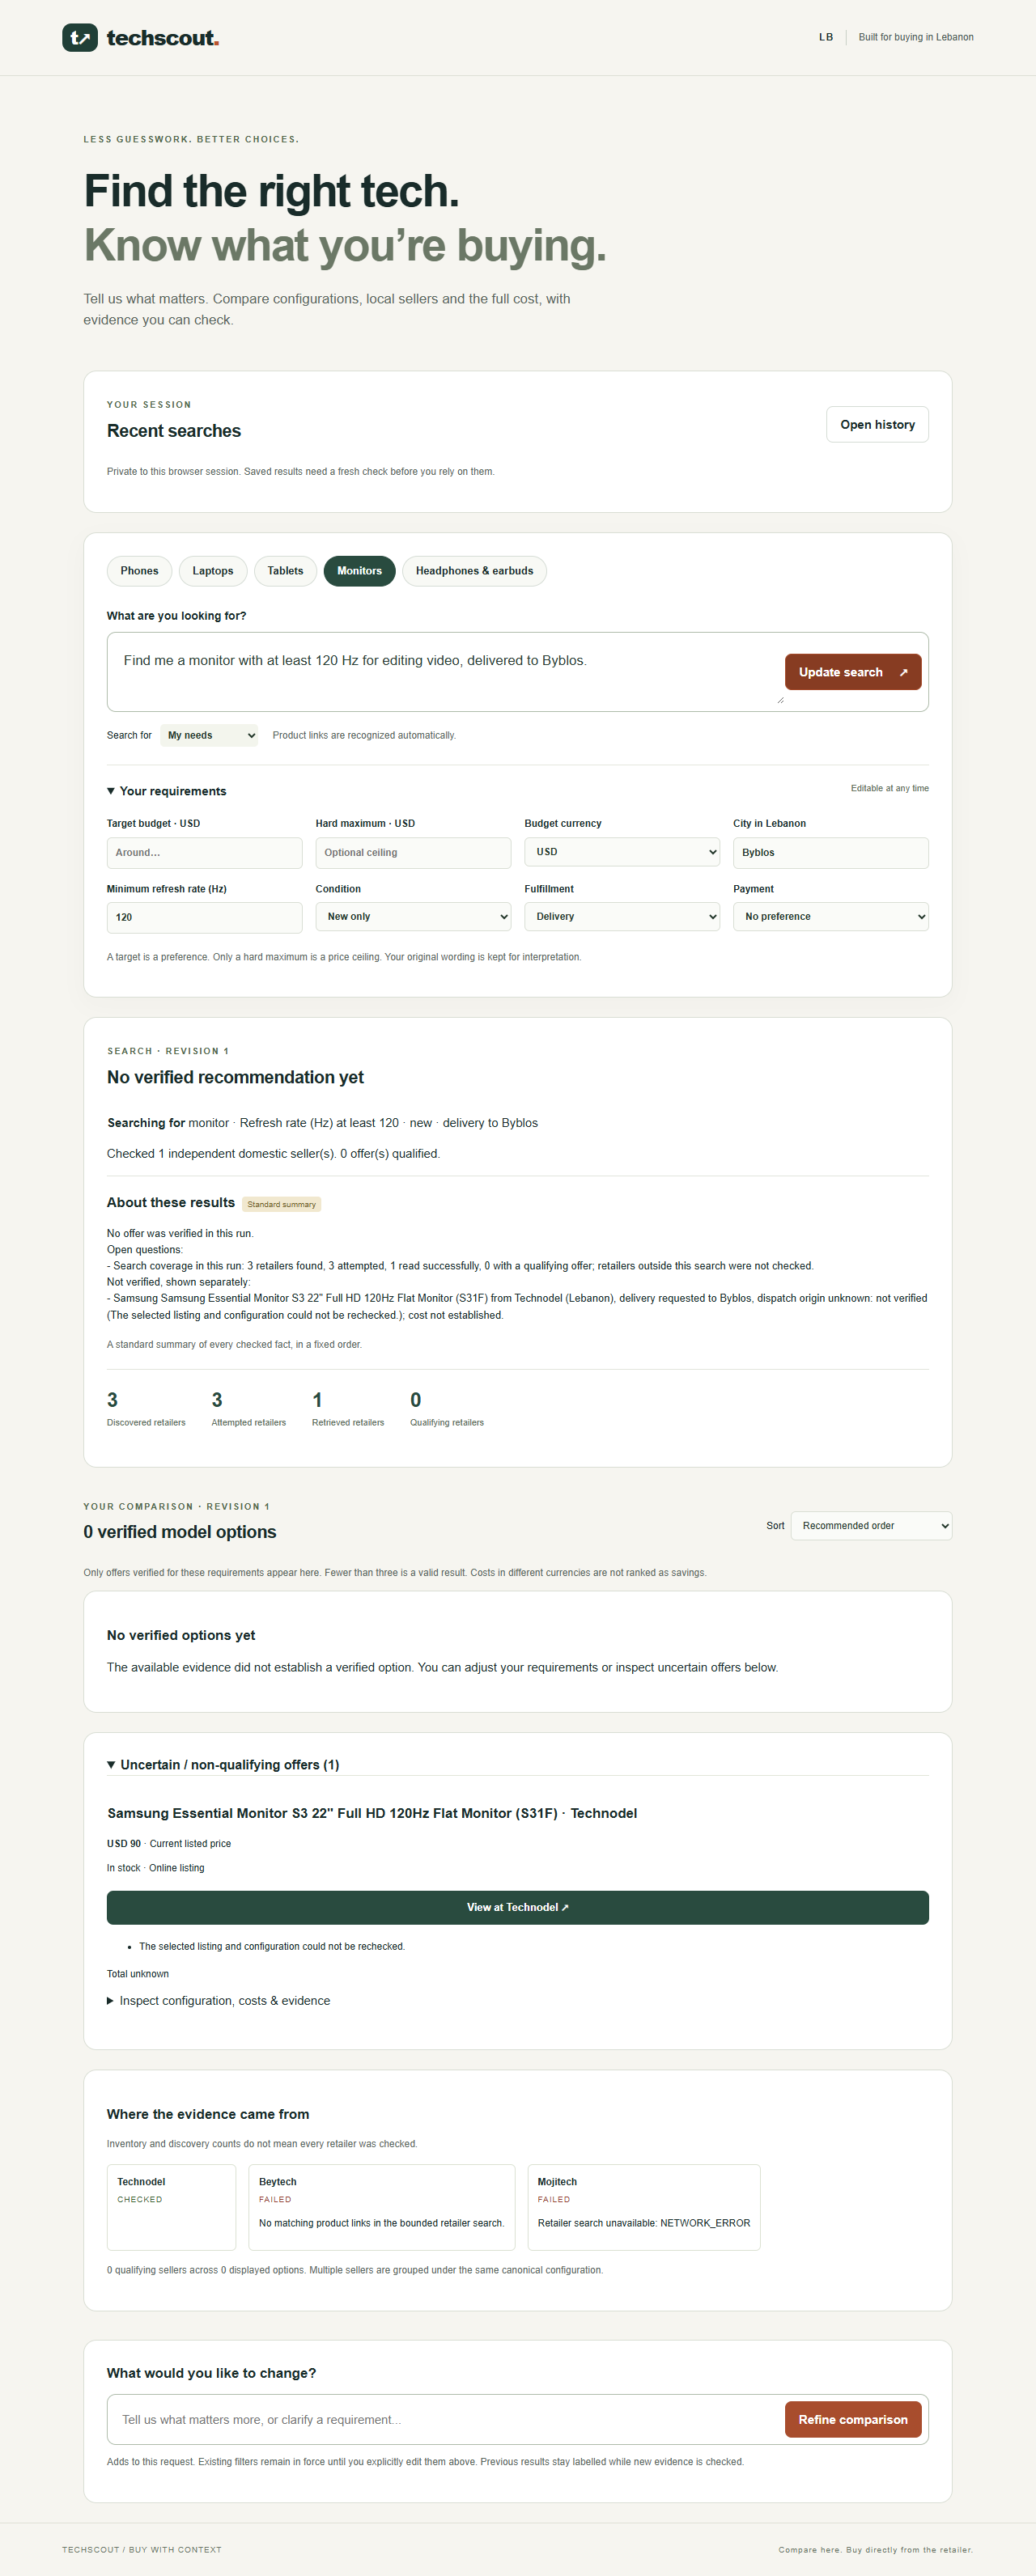 t↗ techscout.
LB Built for buying in Lebanon
LESS GUESSWORK. BETTER CHOICES.
Find the right tech.
Know what you’re buying.
Tell us what matters. Compare configurations, local sellers and the full cost, with
evidence you can check.
YOUR SESSION
Recent searches
Open history
Private to this browser session. Saved results need a fresh check before you rely on them.
Phones Laptops Tablets Monitors Headphones & earbuds
What are you looking for?
Find me a monitor with at least 120 Hz for editing video, delivered to Byblos.
Update search ↗
Search for My needs Product links are recognized automatically.
▼ Your requirements
Editable at any time
Target budget · USD Hard maximum · USD Budget currency City in Lebanon
Around… Optional ceiling USD Byblos
Minimum refresh rate (Hz) Condition Fulfillment Payment
120 New only Delivery No preference
A target is a preference. Only a hard maximum is a price ceiling. Your original wording is kept for interpretation.
SEARCH · REVISION 1
No verified recommendation yet
Searching for monitor · Refresh rate (Hz) at least 120 · new · delivery to Byblos
Checked 1 independent domestic seller(s). 0 offer(s) qualified.
About these results Standard summary
No offer was verified in this run.
Open questions:
- Search coverage in this run: 3 retailers found, 3 attempted, 1 read successfully, 0 with a qualifying offer; retailers outside this search were not checked.
Not verified, shown separately:
- Samsung Samsung Essential Monitor S3 22" Full HD 120Hz Flat Monitor (S31F) from Technodel (Lebanon), delivery requested to Byblos, dispatch origin unknown: not verified
(The selected listing and configuration could not be rechecked.); cost not established.
A standard summary of every checked fact, in a fixed order.
3 3 1 0
Discovered retailers Attempted retailers Retrieved retailers Qualifying retailers
YOUR COMPARISON · REVISION 1
0 verified model options
Sort Recommended order
Only offers verified for these requirements appear here. Fewer than three is a valid result. Costs in different currencies are not ranked as savings.
No verified options yet
The available evidence did not establish a verified option. You can adjust your requirements or inspect uncertain offers below.
▼ Uncertain / non-qualifying offers (1)
Samsung Essential Monitor S3 22" Full HD 120Hz Flat Monitor (S31F) · Technodel
USD 90 · Current listed price
In stock · Online listing
View at Technodel ↗
• The selected listing and configuration could not be rechecked.
Total unknown
▶ Inspect configuration, costs & evidence
Where the evidence came from
Inventory and discovery counts do not mean every retailer was checked.
Technodel
CHECKED
Beytech
FAILED
No matching product links in the bounded retailer search.
Mojitech
FAILED
Retailer search unavailable: NETWORK_ERROR
0 qualifying sellers across 0 displayed options. Multiple sellers are grouped under the same canonical configuration.
What would you like to change?
Tell us what matters more, or clarify a requirement...
Refine comparison
Adds to this request. Existing filters remain in force until you explicitly edit them above. Previous results stay labelled while new evidence is checked.
TECHSCOUT / BUY WITH CONTEXT
Compare here. Buy directly from the retailer.